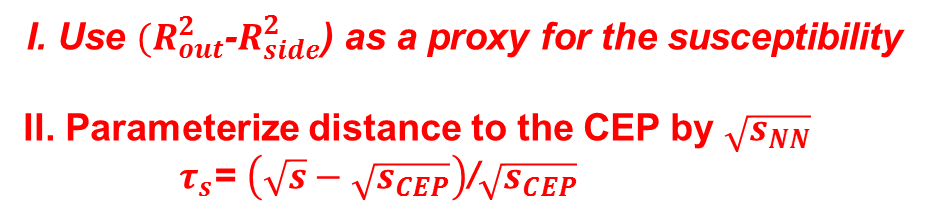 I. Use (R²out-R²side) as a proxy for the susceptibility
II. Parameterize distance to the CEP by √sNN
τs= (√s − √sCEP)/√sCEP